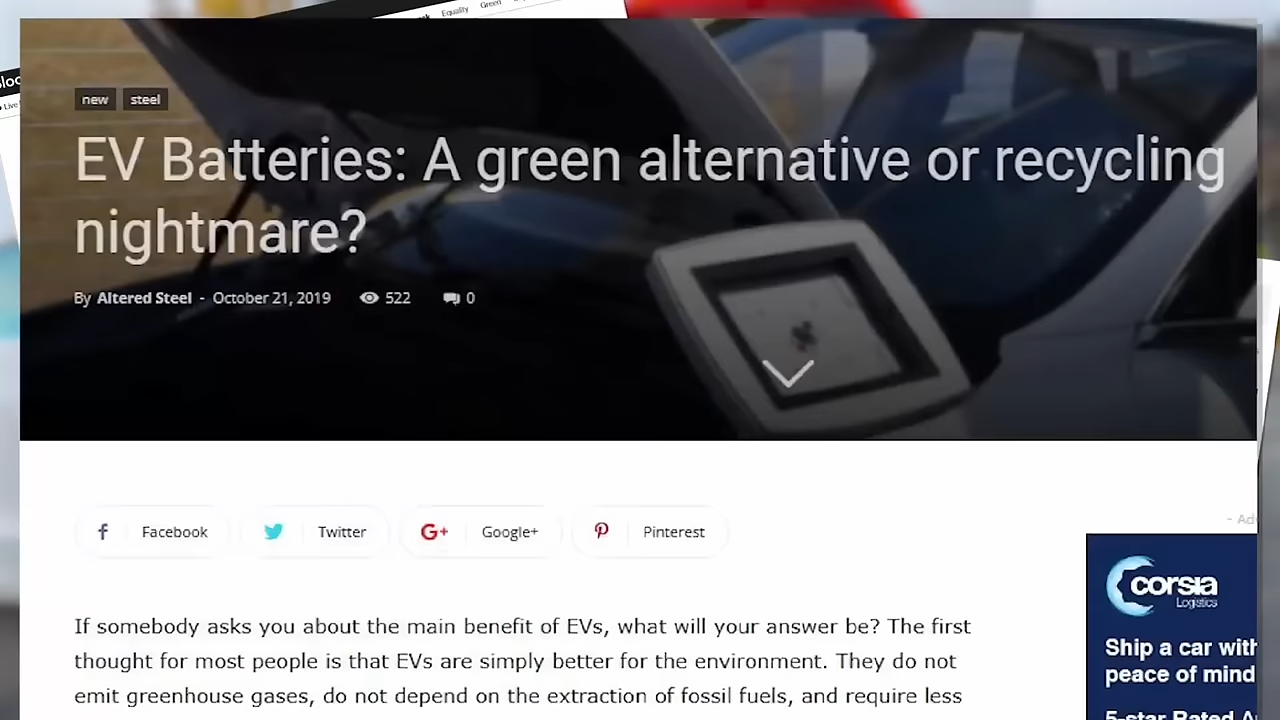 Equality Green
Live
new steel
EV Batteries: A green alternative or recycling
nightmare?
By Altered Steel - October 21, 2019 522 0
Facebook Twitter G+ Google+ Pinterest
If somebody asks you about the main benefit of EVs, what will your answer be? The first
thought for most people is that EVs are simply better for the environment. They do not
emit greenhouse gases, do not depend on the extraction of fossil fuels, and require less
corsia
Logistics
Ship a car with
peace of mind
5-star Rated